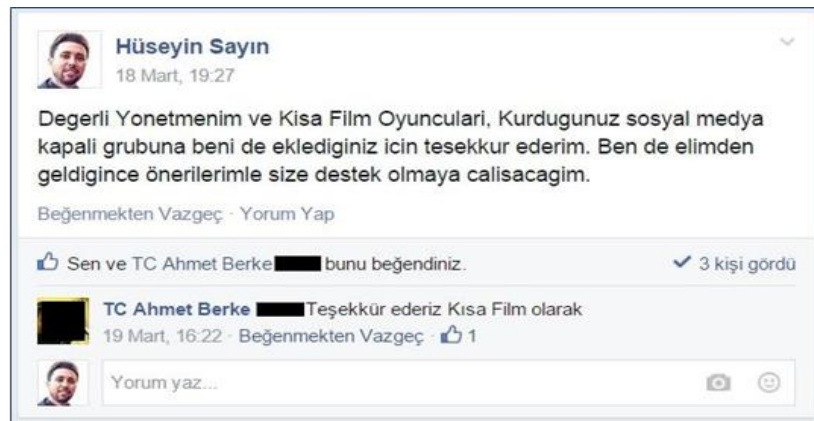 Hüseyin Sayın
18 Mart, 19:27
Degerli Yonetmenim ve Kisa Film Oyunculari, Kurdugunuz sosyal medya
kapali grubuna beni de eklediginiz icin tesekkur ederim. Ben de elimden
geldigince önerilerimle size destek olmaya calisacagim.
Beğenmekten Vazgeç · Yorum Yap
Sen ve TC Ahmet Berke bunu beğendiniz. 3 kişi gördü
TC Ahmet Berke Teşekkür ederiz Kısa Film olarak
19 Mart, 16:22 · Beğenmekten Vazgeç · 1
Yorum yaz...